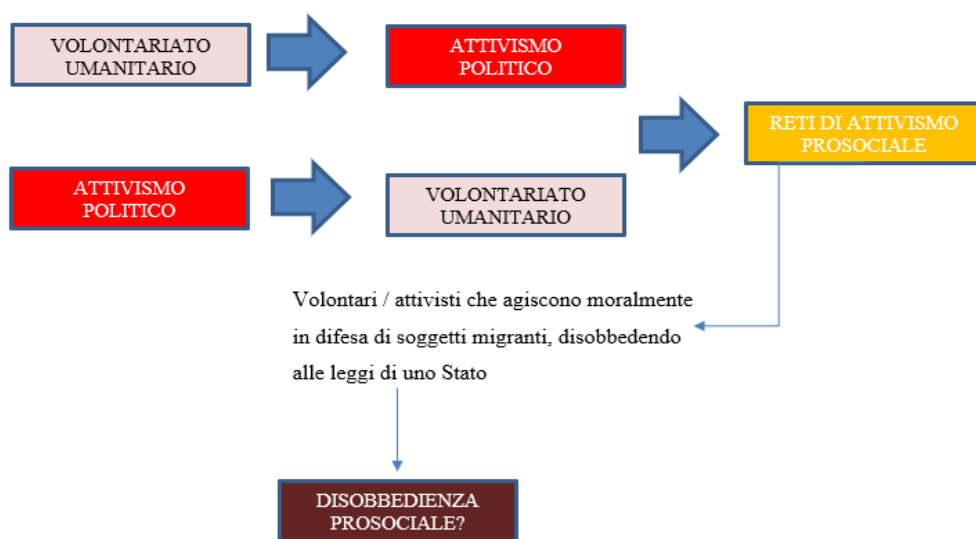 VOLONTARIATO
UMANITARIO
ATTIVISMO
POLITICO
RETI DI ATTIVISMO
PROSOCIALE
ATTIVISMO
POLITICO
VOLONTARIATO
UMANITARIO
Volontari / attivisti che agiscono moralmente
in difesa di soggetti migranti, disobbedendo
alle leggi di uno Stato
DISOBBEDIENZA
PROSOCIALE?